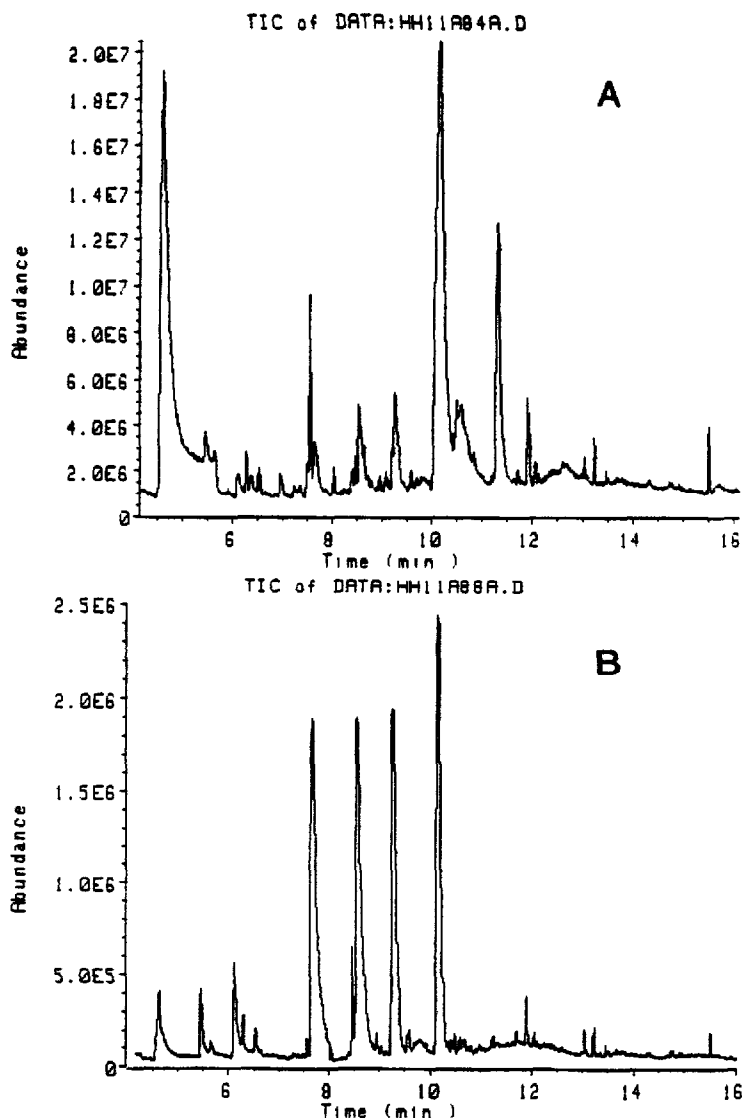 TIC of DATA:HH11A84A.D
A
2.0E7
1.8E7
1.6E7
1.4E7
1.2E7
1.0E7
8.0E6
6.0E6
4.0E6
2.0E6
0
Abundance
6 8 10 12 14 16
Time (min )
TIC of DATA:HH11A88A.D
B
2.5E6
2.0E6
1.5E6
1.0E6
5.0E5
0
Abundance
6 8 10 12 14 16
Time (min )